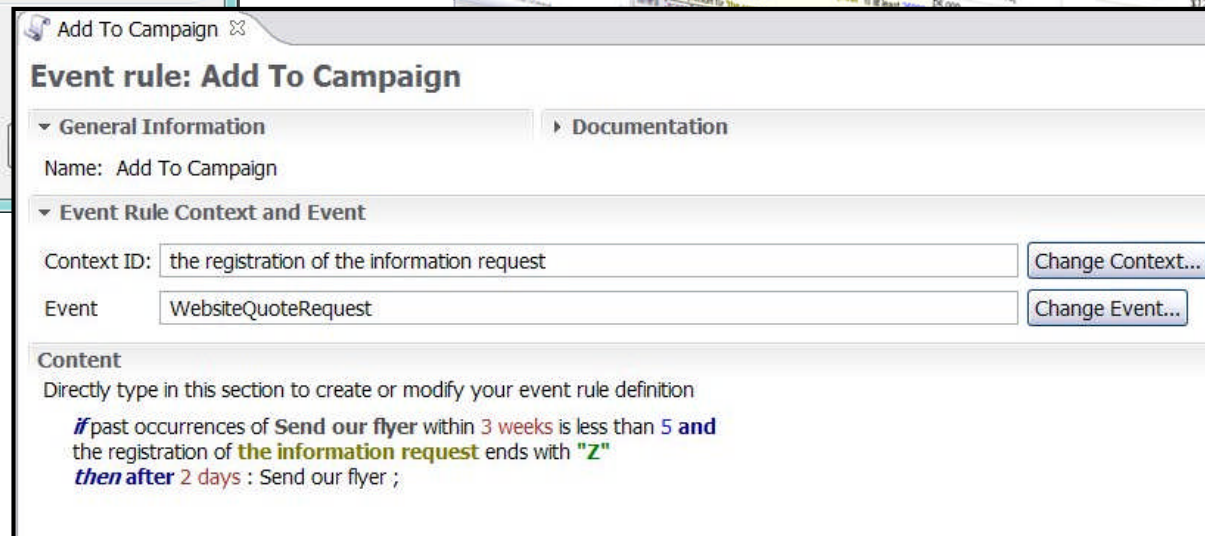 Add To Campaign
Event rule: Add To Campaign
General Information
Documentation
Name: Add To Campaign
Event Rule Context and Event
Context ID: the registration of the information request Change Context...
Event WebsiteQuoteRequest Change Event...
Content
Directly type in this section to create or modify your event rule definition
if past occurrences of Send our flyer within 3 weeks is less than 5 and
the registration of the information request ends with "Z"
then after 2 days : Send our flyer ;